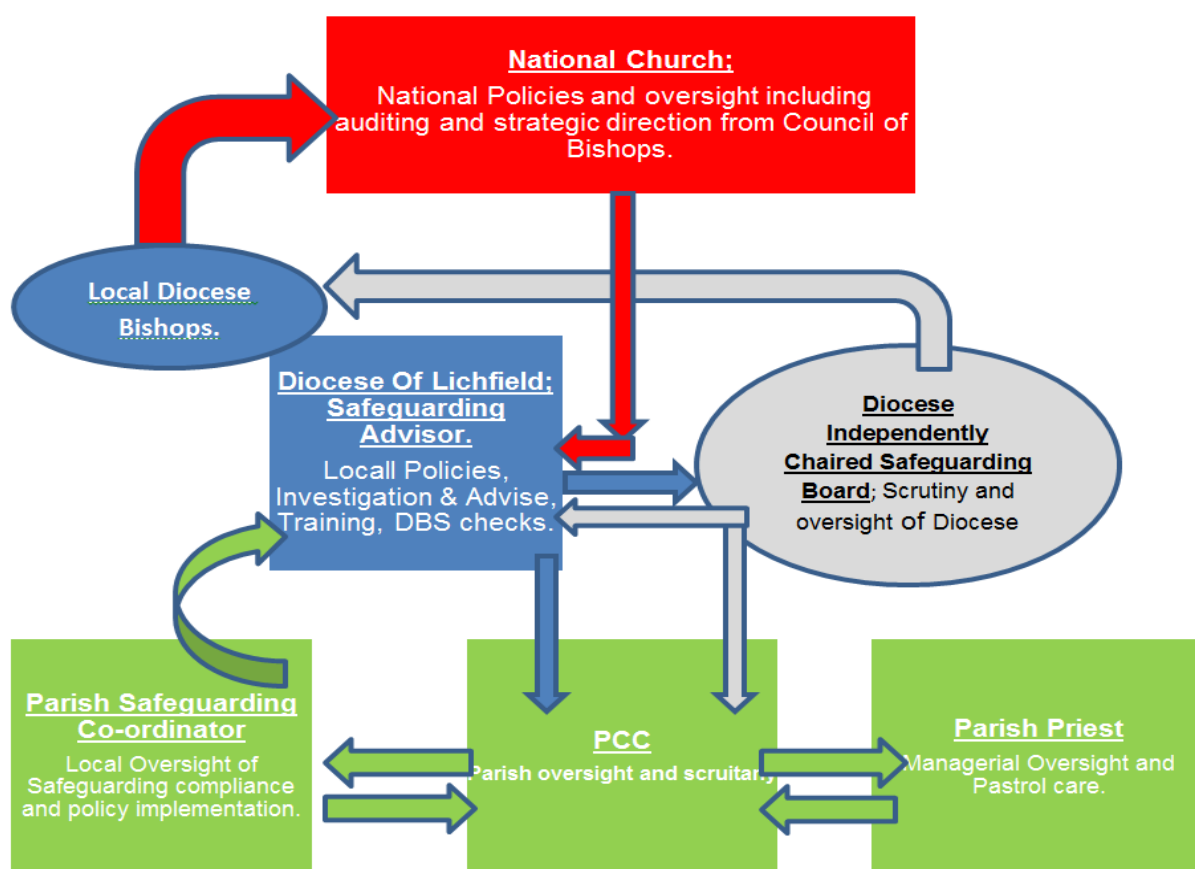 National Church;
National Policies and oversight including
auditing and strategic direction from Council of
Bishops.
Local Diocese
Bishops.
Diocese Of Lichfield;
Safeguarding
Advisor.
Locall Policies,
Investigation & Advise,
Training, DBS checks.
Diocese
Independently
Chaired Safeguarding
Board; Scrutiny and
oversight of Diocese
Parish Safeguarding
Co-ordinator
Local Oversight of
Safeguarding compliance
and policy implementation.
PCC
Parish oversight and scruitany
Parish Priest
Managerial Oversight and
Pastrol care.